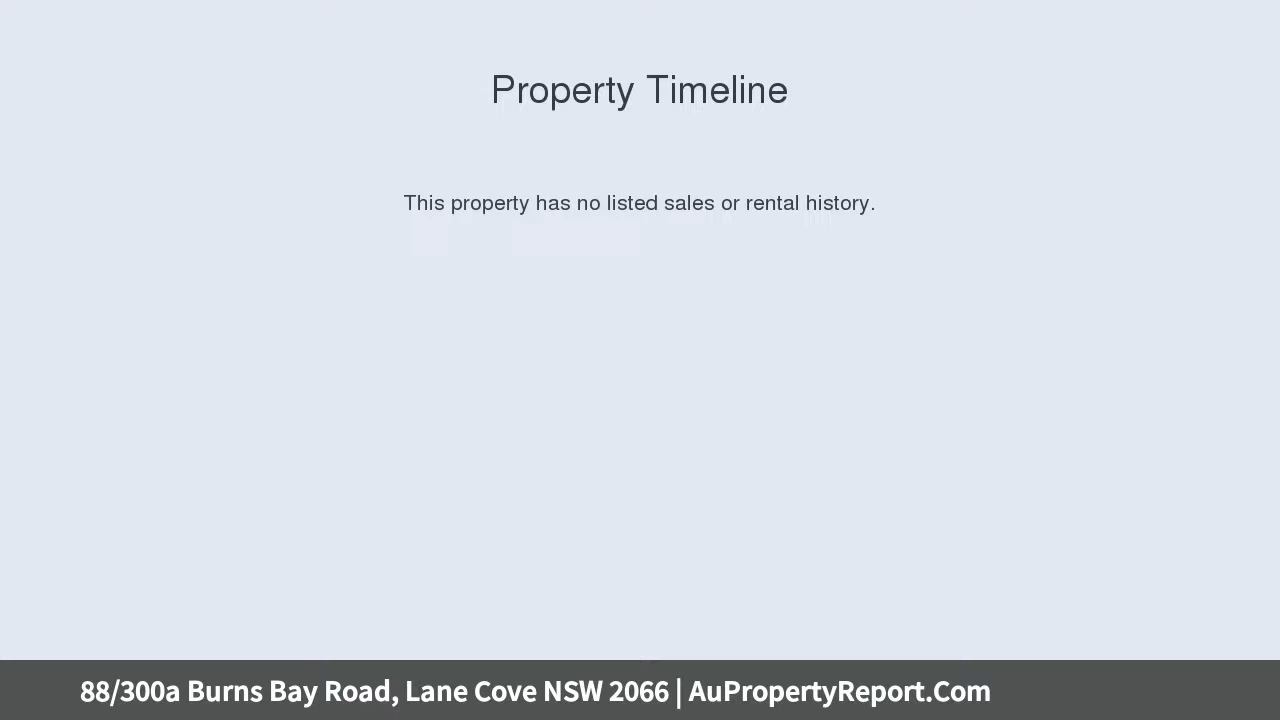 Property Timeline
This property has no listed sales or rental history.
88/300a Burns Bay Road, Lane Cove NSW 2066 | AuPropertyReport.Com